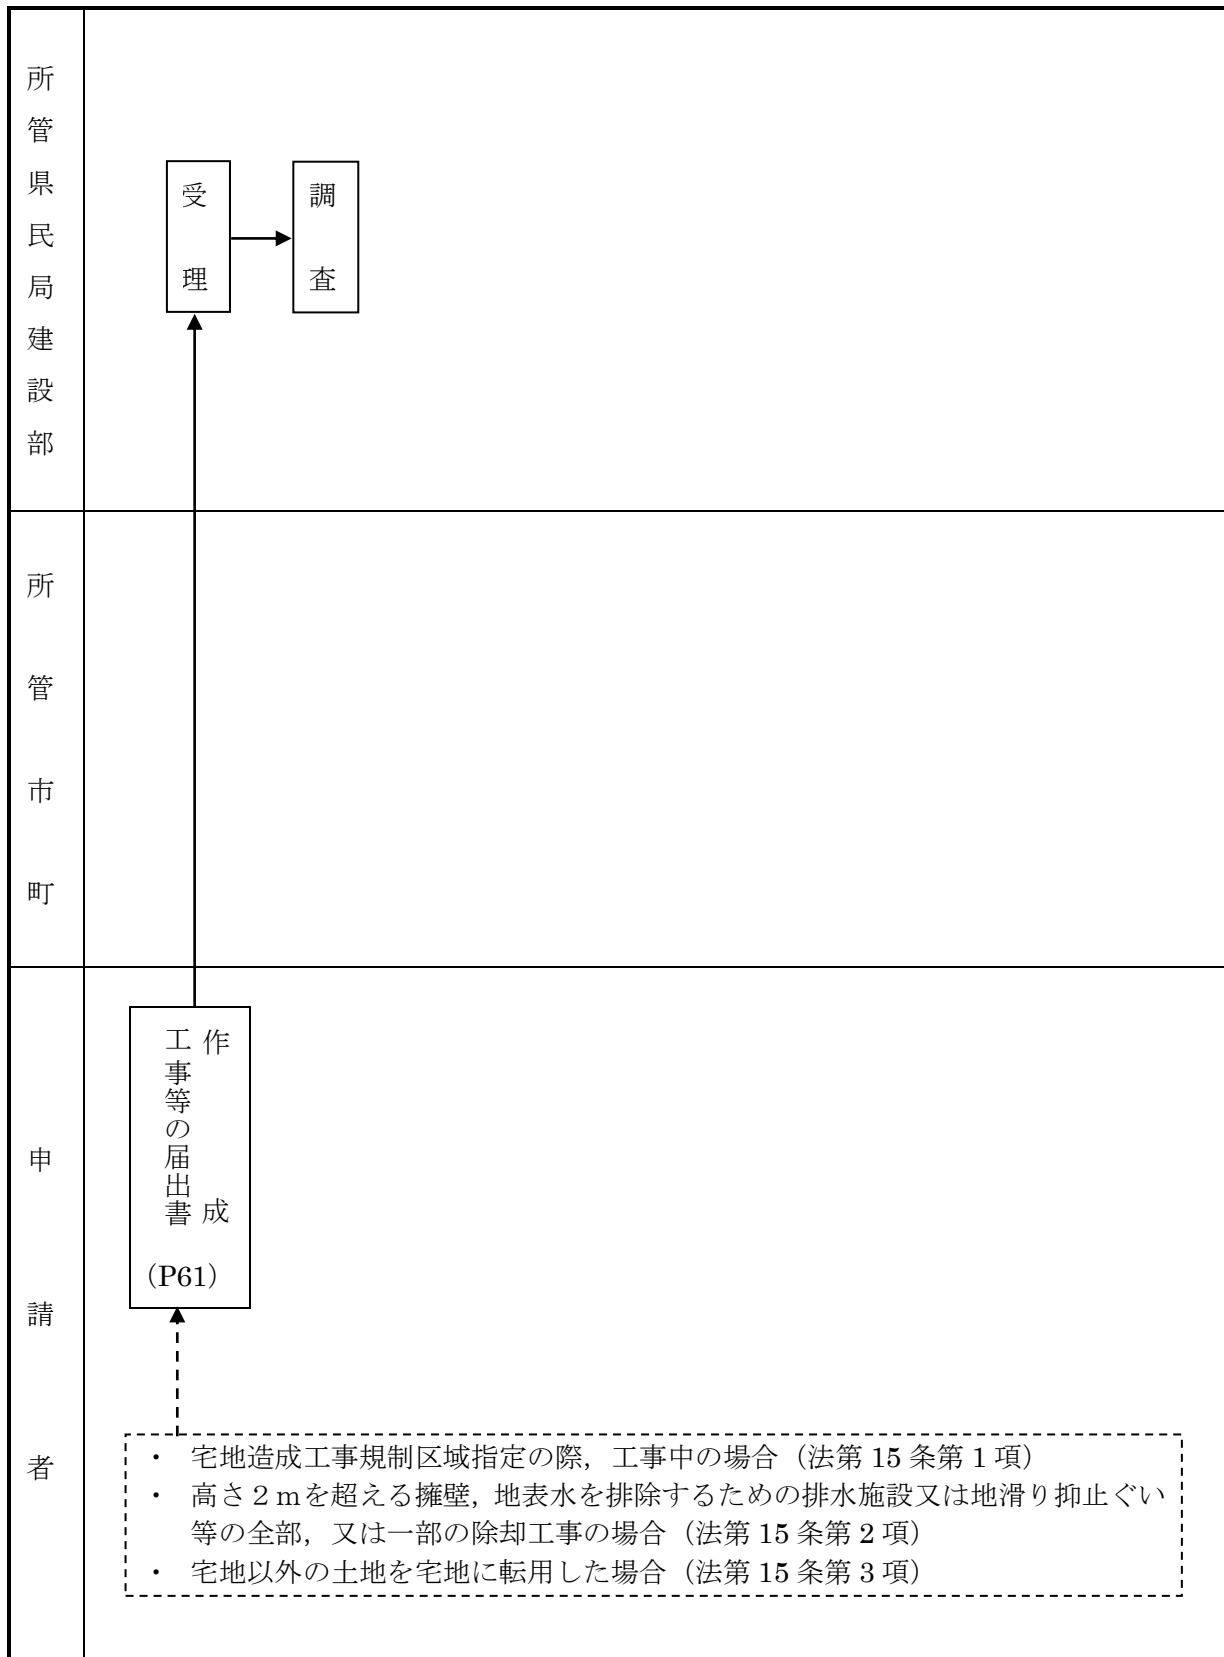 所管県民局建設部
受理
調査
所管市町
申請者
工事等の届出書
作成
（P61）
・ 宅地造成工事規制区域指定の際，工事中の場合（法第 15 条第 1 項）
・ 高さ２ｍを超える擁壁，地表水を排除するための排水施設又は地滑り抑止ぐい
等の全部，又は一部の除却工事の場合（法第 15 条第 2 項）
・ 宅地以外の土地を宅地に転用した場合（法第 15 条第 3 項）